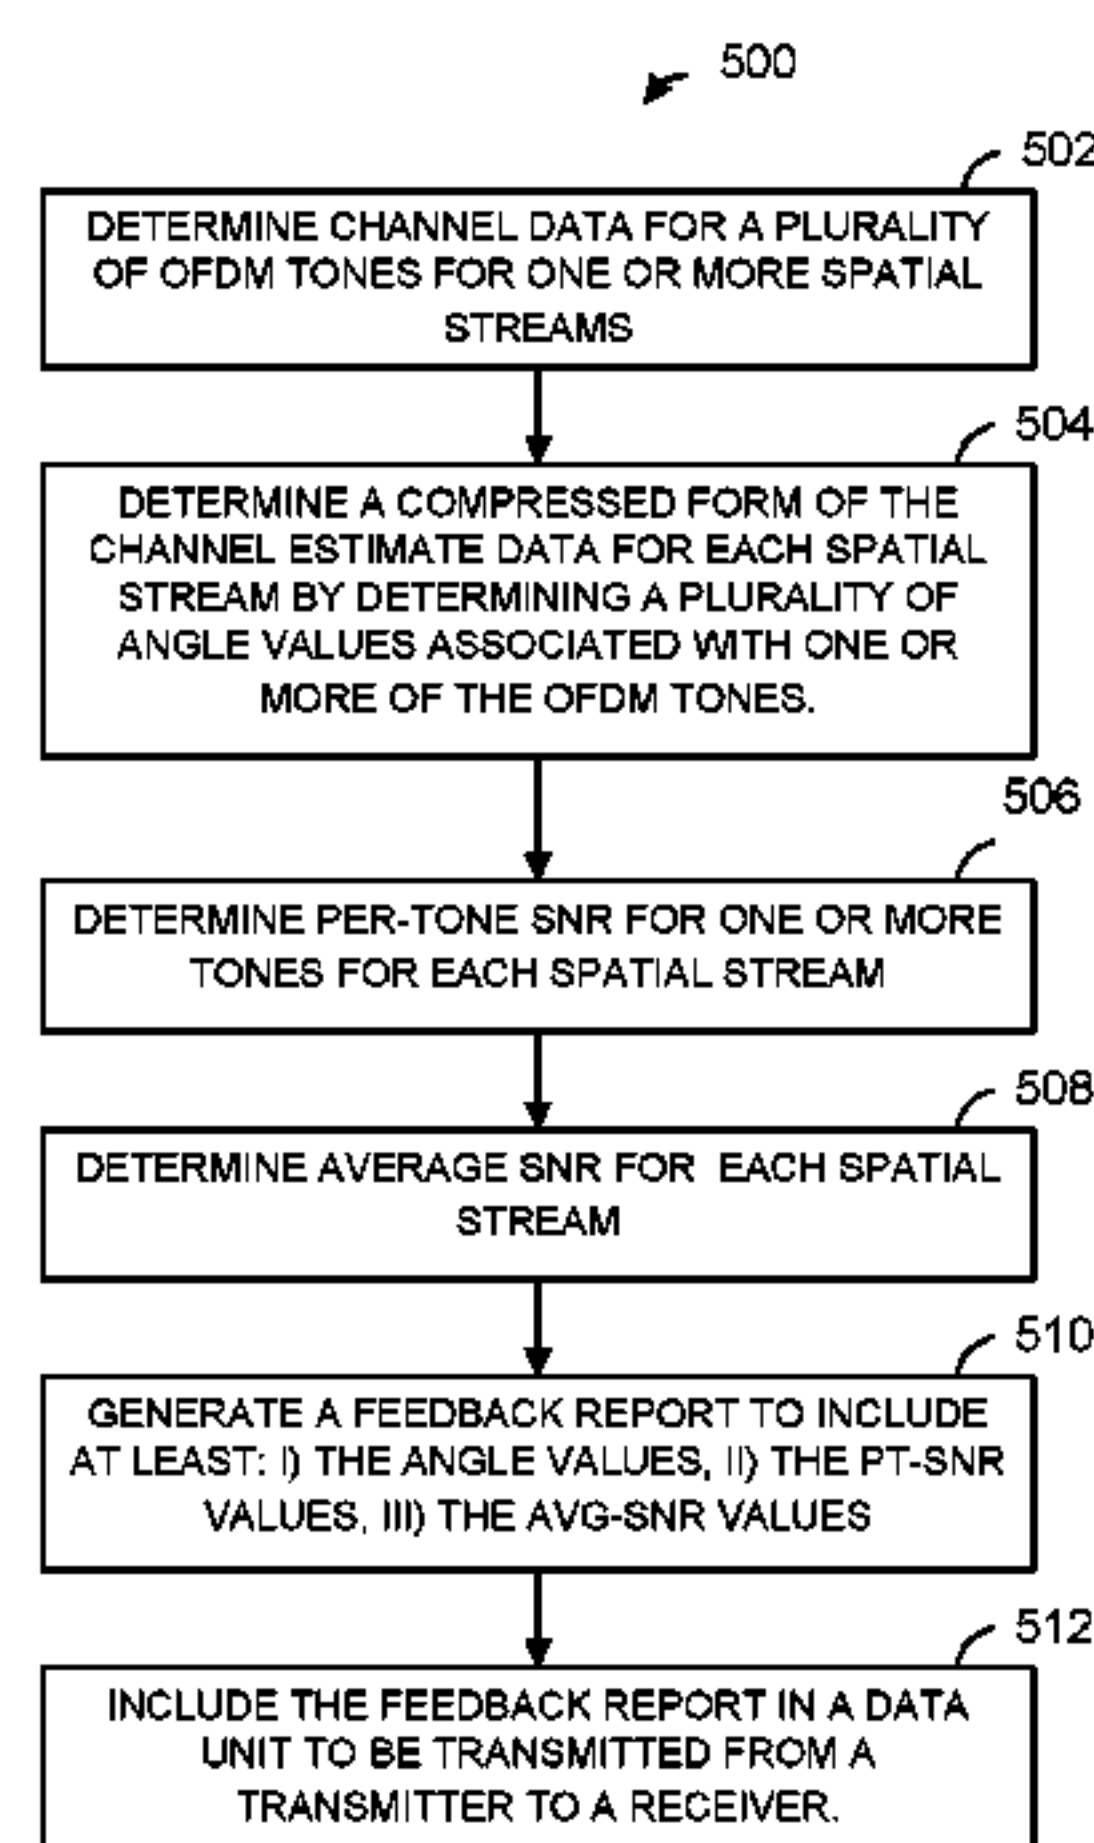 500
502
DETERMINE CHANNEL DATA FOR A PLURALITY
OF OFDM TONES FOR ONE OR MORE SPATIAL
STREAMS
504
DETERMINE A COMPRESSED FORM OF THE
CHANNEL ESTIMATE DATA FOR EACH SPATIAL
STREAM BY DETERMINING A PLURALITY OF
ANGLE VALUES ASSOCIATED WITH ONE OR
MORE OF THE OFDM TONES.
506
DETERMINE PER-TONE SNR FOR ONE OR MORE
TONES FOR EACH SPATIAL STREAM
508
DETERMINE AVERAGE SNR FOR EACH SPATIAL
STREAM
510
GENERATE A FEEDBACK REPORT TO INCLUDE
AT LEAST: I) THE ANGLE VALUES, II) THE PT-SNR
VALUES, III) THE AVG-SNR VALUES
512
INCLUDE THE FEEDBACK REPORT IN A DATA
UNIT TO BE TRANSMITTED FROM A
TRANSMITTER TO A RECEIVER.